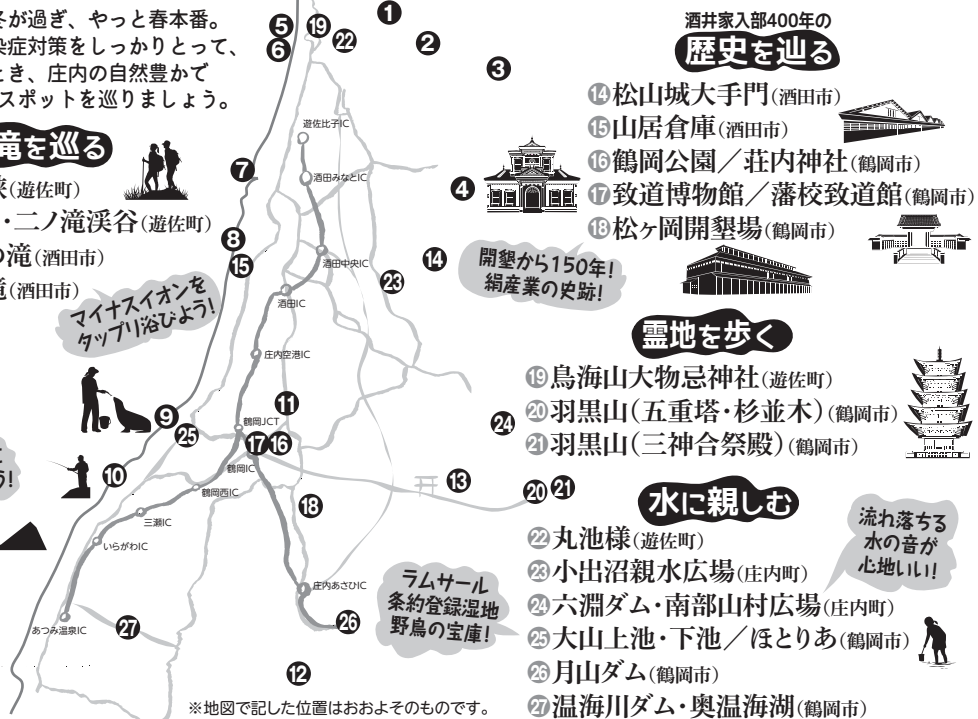 が過ぎ、やっと春本番。
症対策をしっかりとって、
とき、庄内の自然豊かで
スポットを巡りましょう。
滝を巡る
(遊佐町)
・二ノ滝渓谷(遊佐町)
滝(酒田市)
(酒田市)
マイナスイオンを
タップリ浴びよう!
う!
❶
❷
❸
❹
❺
❻
❼
❽
❾
❿
⓫
⓬
⓭
⓮
⓯
⓱⓰
⓲
⓳
⓴ 21
22
23
24
25
26
27
遊佐比子IC
酒田みなとIC
酒田中央IC
酒田IC
庄内空港IC
鶴岡JCT
鶴岡IC
鶴岡西IC
三瀬IC
いらがわIC
あつみ温泉IC
庄内あさひIC
※地図で記した位置はおおよそのものです。
酒井家入部400年の
歴史を辿る
⑭松山城大手門(酒田市)
⑮山居倉庫(酒田市)
⑯鶴岡公園/荘内神社(鶴岡市)
⑰致道博物館/藩校致道館(鶴岡市)
⑱松ヶ岡開墾場(鶴岡市)
開墾から150年!
絹産業の史跡!
霊地を歩く
⑲鳥海山大物忌神社(遊佐町)
⑳羽黒山(五重塔・杉並木)(鶴岡市)
㉑羽黒山(三神合祭殿)(鶴岡市)
水に親しむ
㉒丸池様(遊佐町)
㉓小出沼親水広場(庄内町)
㉔六淵ダム・南部山村広場(庄内町)
㉕大山上池・下池/ほとりあ(鶴岡市)
㉖月山ダム(鶴岡市)
㉗温海川ダム・奥温海湖(鶴岡市)
流れ落ちる
水の音が
心地いい!
ラムサール
条約登録湿地
野鳥の宝庫!